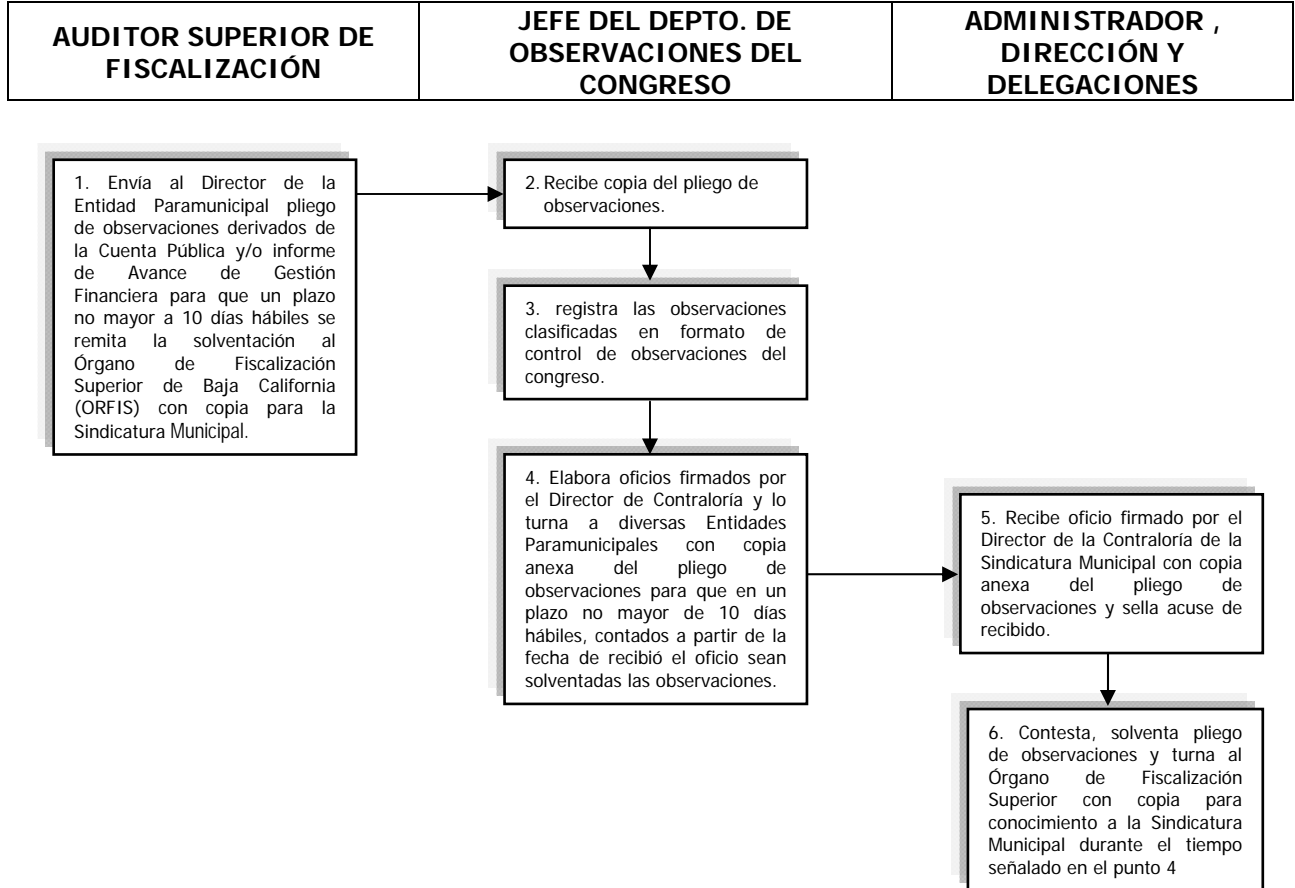 AUDITOR SUPERIOR DE
FISCALIZACIÓN
JEFE DEL DEPTO. DE
OBSERVACIONES DEL
CONGRESO
ADMINISTRADOR ,
DIRECCIÓN Y
DELEGACIONES
1. Envía al Director de la
Entidad Paramunicipal pliego
de observaciones derivados de
la Cuenta Pública y/o informe
de Avance de Gestión
Financiera para que un plazo
no mayor a 10 días hábiles se
remita la solventación al
Órgano de Fiscalización
Superior de Baja California
(ORFIS) con copia para la
Sindicatura Municipal.
2. Recibe copia del pliego de
observaciones.
3. registra las observaciones
clasificadas en formato de
control de observaciones del
congreso.
4. Elabora oficios firmados por
el Director de Contraloría y lo
turna a diversas Entidades
Paramunicipales con copia
anexa del pliego de
observaciones para que en un
plazo no mayor de 10 días
hábiles, contados a partir de la
fecha de recibió el oficio sean
solventadas las observaciones.
5. Recibe oficio firmado por el
Director de la Contraloría de la
Sindicatura Municipal con copia
anexa del pliego de
observaciones y sella acuse de
recibido.
6. Contesta, solventa pliego
de observaciones y turna al
Órgano de Fiscalización
Superior con copia para
conocimiento a la Sindicatura
Municipal durante el tiempo
señalado en el punto 4